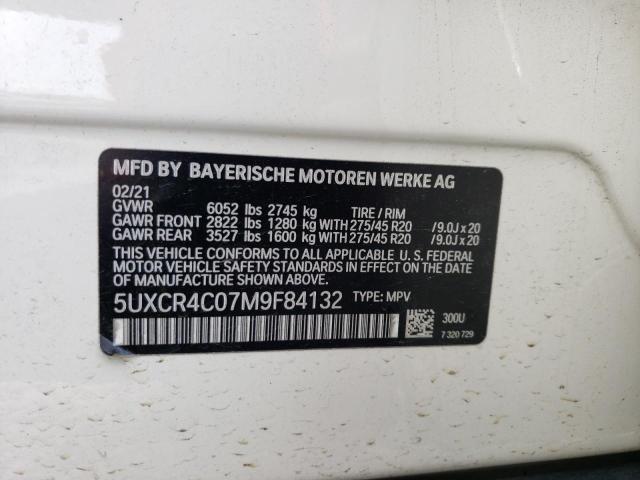 MFD BY BAYERISCHE MOTOREN WERKE AG
02/21
GVWR 6052 lbs 2745 kg TIRE / RIM
GAWR FRONT 2822 lbs 1280 kg WITH 275/45 R20 /9.0J x 20
GAWR REAR 3527 lbs 1600 kg WITH 275/45 R20 /9.0J x 20
THIS VEHICLE CONFORMS TO ALL APPLICABLE U. S. FEDERAL
MOTOR VEHICLE SAFETY STANDARDS IN EFFECT ON THE DATE OF
MANUFACTURE SHOWN ABOVE.
5UXCR4C07M9F84132 TYPE: MPV
300U
7 320 729